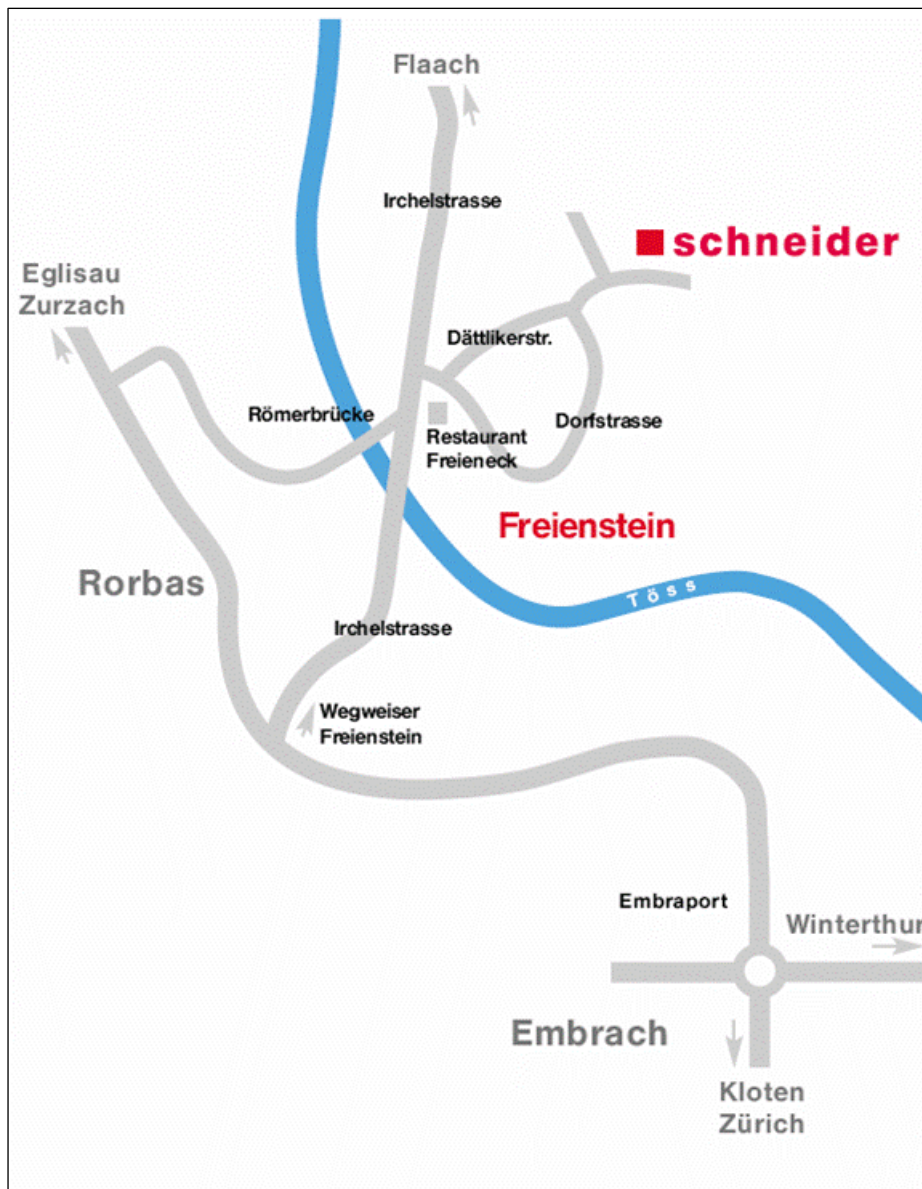 Flaach
Irchelstrasse
schneider
Eglisau
Zurzach
Dättlikerstr.
Römerbrücke
Dorfstrasse
Restaurant
Freieneck
Freienstein
Rorbas
Töss
Irchelstrasse
Wegweiser
Freienstein
Embraport
Winterthur
Embrach
Kloten
Zürich